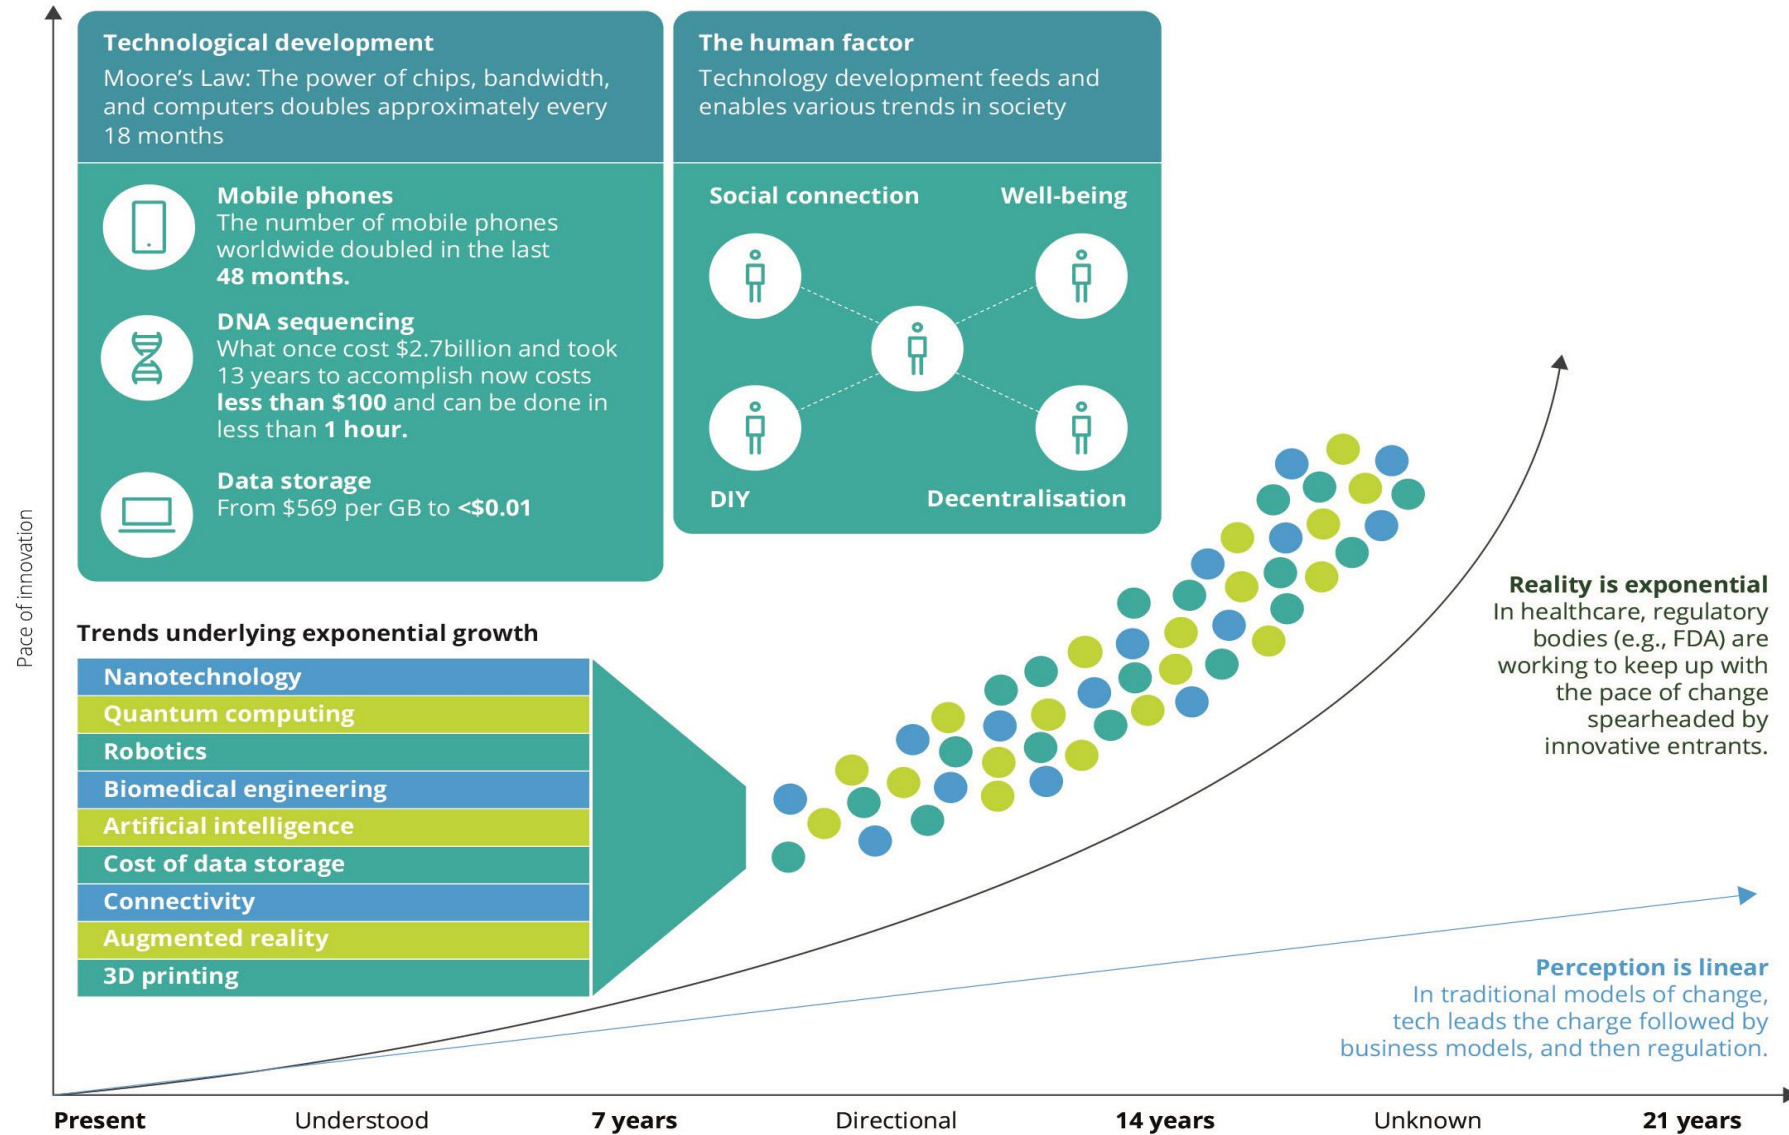 Technological development
Moore’s Law: The power of chips, bandwidth,
and computers doubles approximately every
18 months
Mobile phones
The number of mobile phones
worldwide doubled in the last
48 months.
DNA sequencing
What once cost $2.7billion and took
13 years to accomplish now costs
less than $100 and can be done in
less than 1 hour.
Data storage
From $569 per GB to <$0.01
The human factor
Technology development feeds and
enables various trends in society
Social connection
Well-being
DIY
Decentralisation
Pace of innovation
Trends underlying exponential growth
Nanotechnology
Quantum computing
Robotics
Biomedical engineering
Artificial intelligence
Cost of data storage
Connectivity
Augmented reality
3D printing
Reality is exponential
In healthcare, regulatory
bodies (e.g., FDA) are
working to keep up with
the pace of change
spearheaded by
innovative entrants.
Perception is linear
In traditional models of change,
tech leads the charge followed by
business models, and then regulation.
Present
Understood
7 years
Directional
14 years
Unknown
21 years